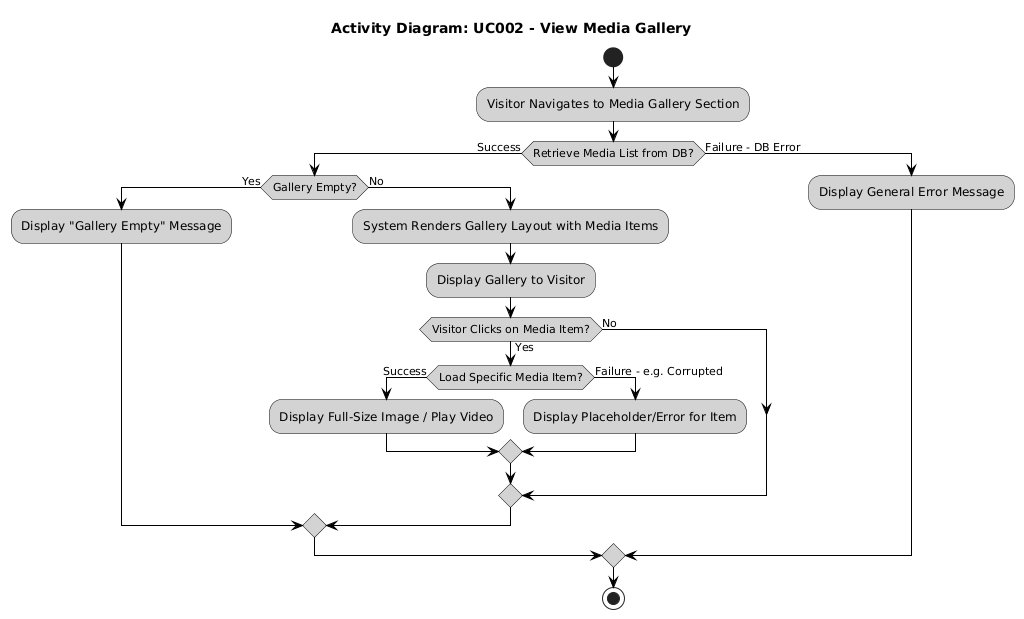 Activity Diagram: UC002 - View Media Gallery
Visitor Navigates to Media Gallery Section
Success
Retrieve Media List from DB?
Failure - DB Error
Yes
Gallery Empty?
No
Display General Error Message
Display "Gallery Empty" Message
System Renders Gallery Layout with Media Items
Display Gallery to Visitor
Visitor Clicks on Media Item?
No
Yes
Success
Load Specific Media Item?
Failure - e.g. Corrupted
Display Full-Size Image / Play Video
Display Placeholder/Error for Item